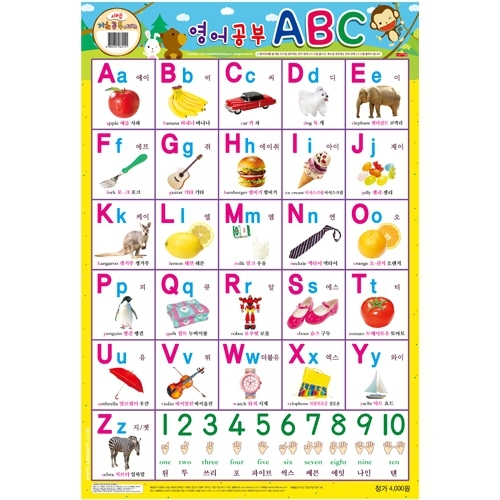 영어공부 ABC
Aa 에이 Bb 비 Cc 씨 Dd 디 Ee 이
apple 애플 사과 banana 버내너 바나나 car 카 차 dog 독 개 elephant 엘리펀트 코끼리
Ff 에프 Gg 쥐 Hh 에이취 Ii 아이 Jj 제이
fork 포크 포크 guitar 기타 기타 hamburger 햄버거 햄버거 ice cream 아이스크림 아이스크림 jelly 젤리 젤리
Kk 케이 Ll 엘 Mm 엠 Nn 엔 Oo 오
kangaroo 캥거루 캥거루 lemon 레몬 레몬 milk 밀크 우유 necktie 넥타이 넥타이 orange 오렌지 오렌지
Pp 피 Qq 큐 Rr 알 Ss 에스 Tt 티
penguin 펭귄 펭귄 quilt 퀼트 누비이불 robot 로봇 로봇 shoes 슈즈 구두 tomato 토메이토우 토마토
Uu 유 Vv 뷔 Ww 더블유 Xx 엑스 Yy 와이
umbrella 엄브렐러 우산 violin 바이얼린 바이올린 watch 워치 시계 xylophone yacht 야트 요트
Zz 지/젯 1 2 3 4 5 6 7 8 9 10
one two three four five six seven eight nine ten
zebra 지브러 얼룩말 원 투 쓰리 포 파이브 식스 세븐 에잇 나인 텐
정가 4,000원